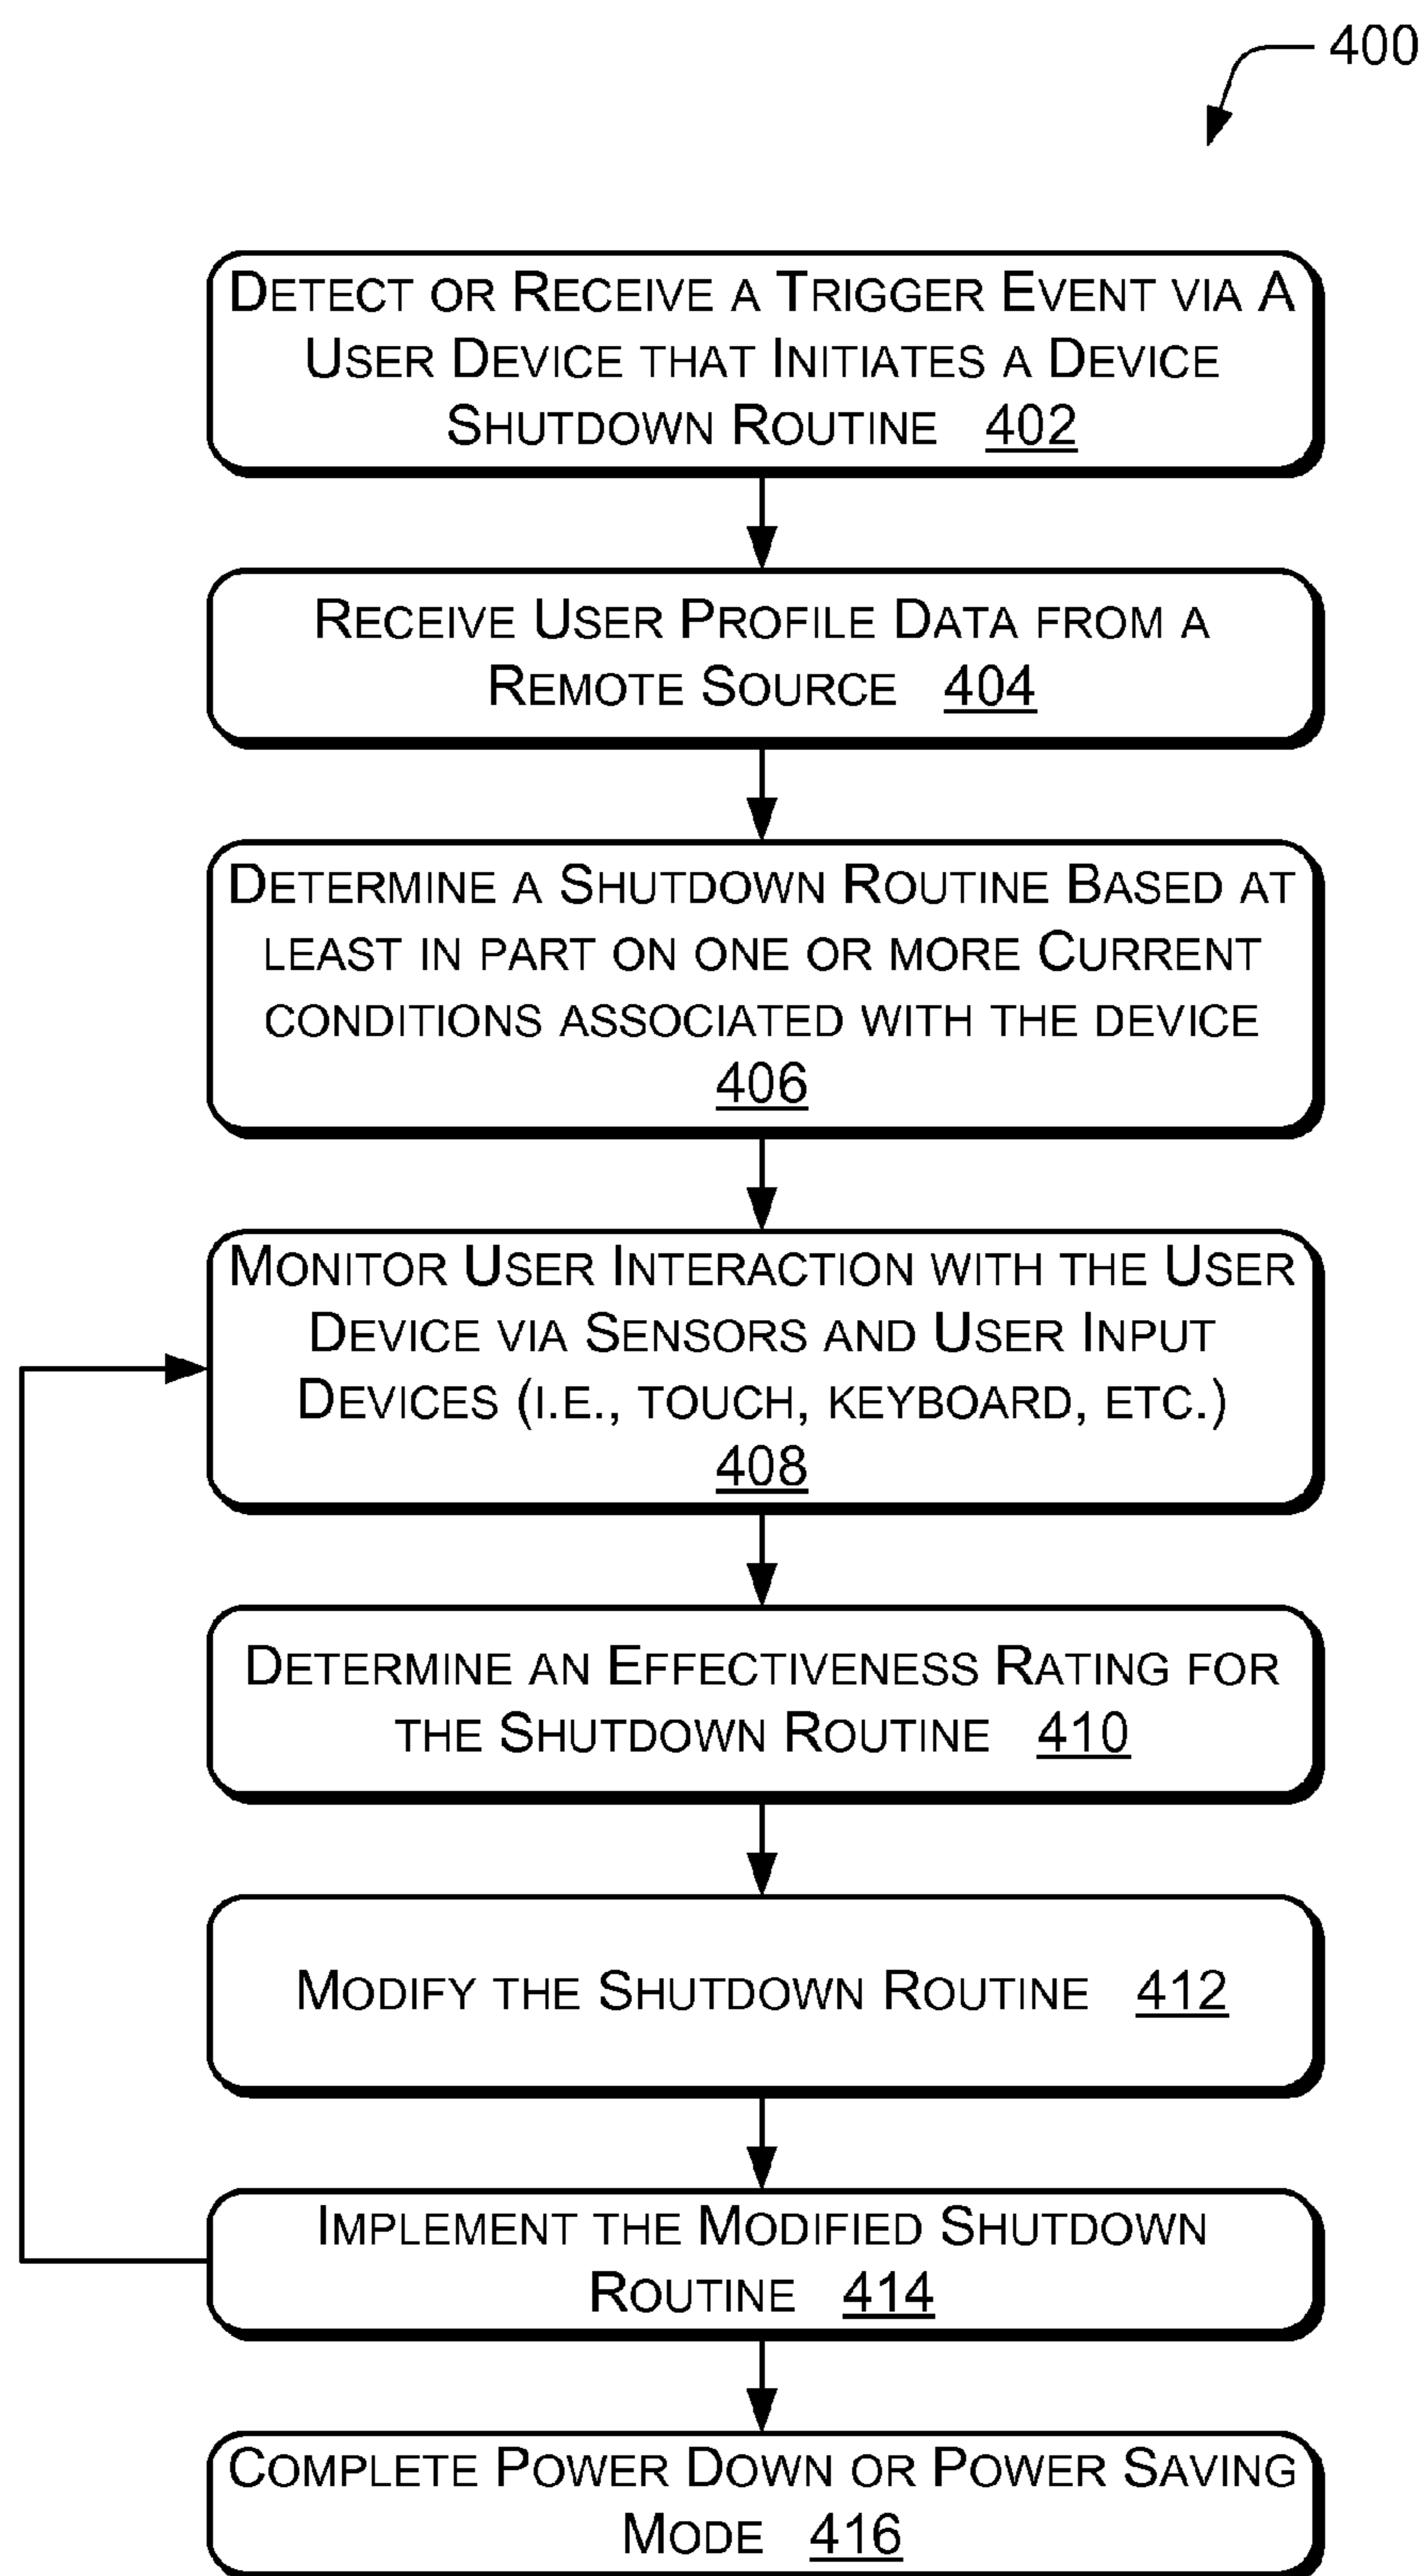 400
DETECT OR RECEIVE A TRIGGER EVENT VIA A
USER DEVICE THAT INITIATES A DEVICE
SHUTDOWN ROUTINE 402
RECEIVE USER PROFILE DATA FROM A
REMOTE SOURCE 404
DETERMINE A SHUTDOWN ROUTINE BASED AT
LEAST IN PART ON ONE OR MORE CURRENT
CONDITIONS ASSOCIATED WITH THE DEVICE
406
MONITOR USER INTERACTION WITH THE USER
DEVICE VIA SENSORS AND USER INPUT
DEVICES (I.E., TOUCH, KEYBOARD, ETC.)
408
DETERMINE AN EFFECTIVENESS RATING FOR
THE SHUTDOWN ROUTINE 410
MODIFY THE SHUTDOWN ROUTINE 412
IMPLEMENT THE MODIFIED SHUTDOWN
ROUTINE 414
COMPLETE POWER DOWN OR POWER SAVING
MODE 416